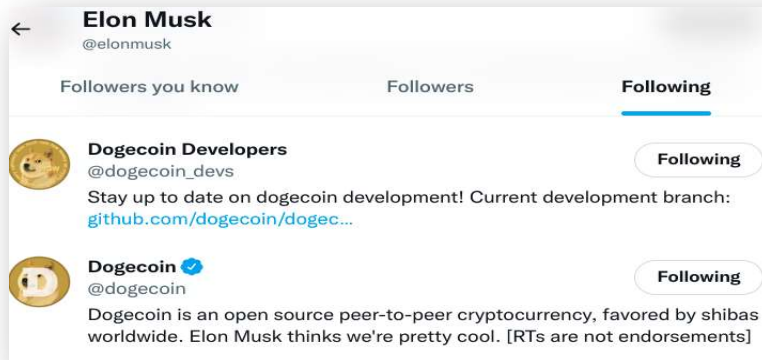 Elon Musk
@elonmusk
Followers you know
Followers
Following
Dogecoin Developers
@dogecoin_devs
Following
Stay up to date on dogecoin development! Current development branch:
github.com/dogecoin/dogec...
Dogecoin
@dogecoin
Following
Dogecoin is an open source peer-to-peer cryptocurrency, favored by shibas
worldwide. Elon Musk thinks we're pretty cool. [RTs are not endorsements]